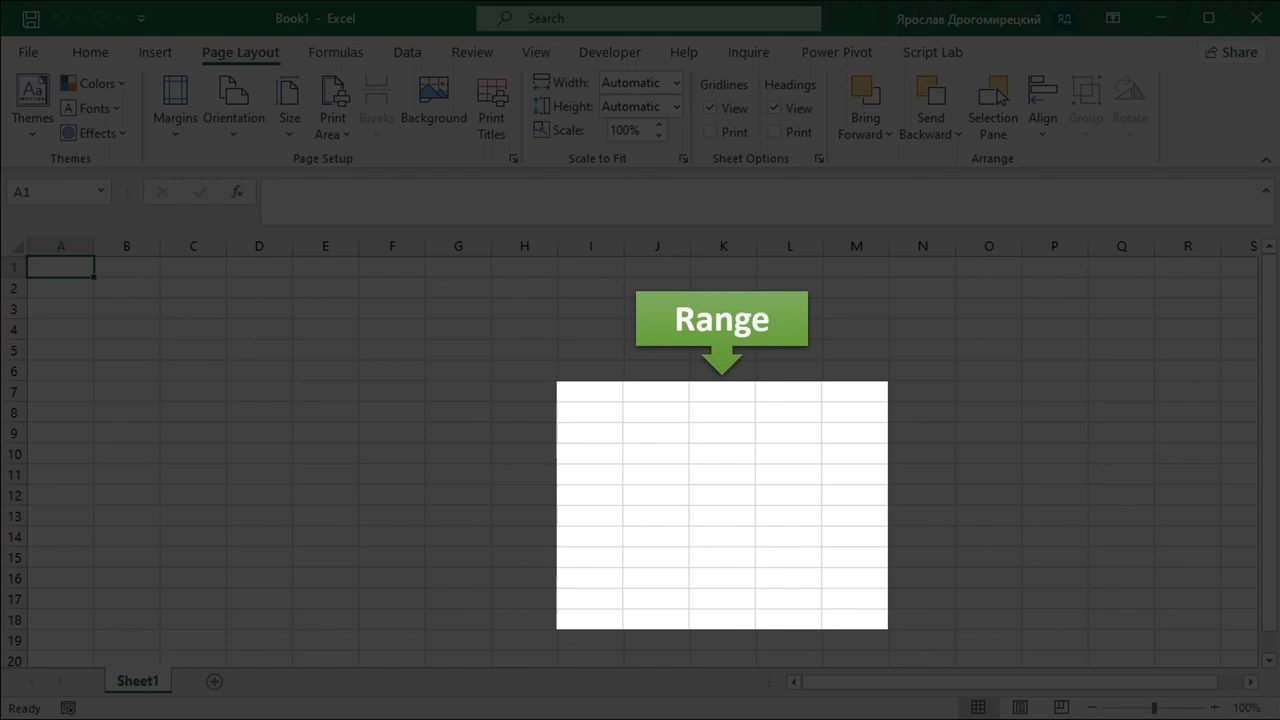 Book1 - Excel
Search
Ярослав Дрогомирецкий
ЯД
File Home Insert Page Layout Formulas Data Review View Developer Help Inquire Power Pivot Script Lab Share
Themes
Colors
Fonts
Effects
Themes
Margins
Orientation
Size
Print Area
Breaks
Background
Print Titles
Page Setup
Width: Automatic
Height: Automatic
Scale: 100%
Scale to Fit
Gridlines
View
Print
Headings
View
Print
Sheet Options
Bring Forward
Send Backward
Selection Pane
Align
Group
Rotate
Arrange
A1
fx
A B C D E F G H I J K L M N O P Q R S
1
2
3
4
5
6
7
8
9
10
11
12
13
14
15
16
17
18
19
20
Range
Sheet1
Ready
100%